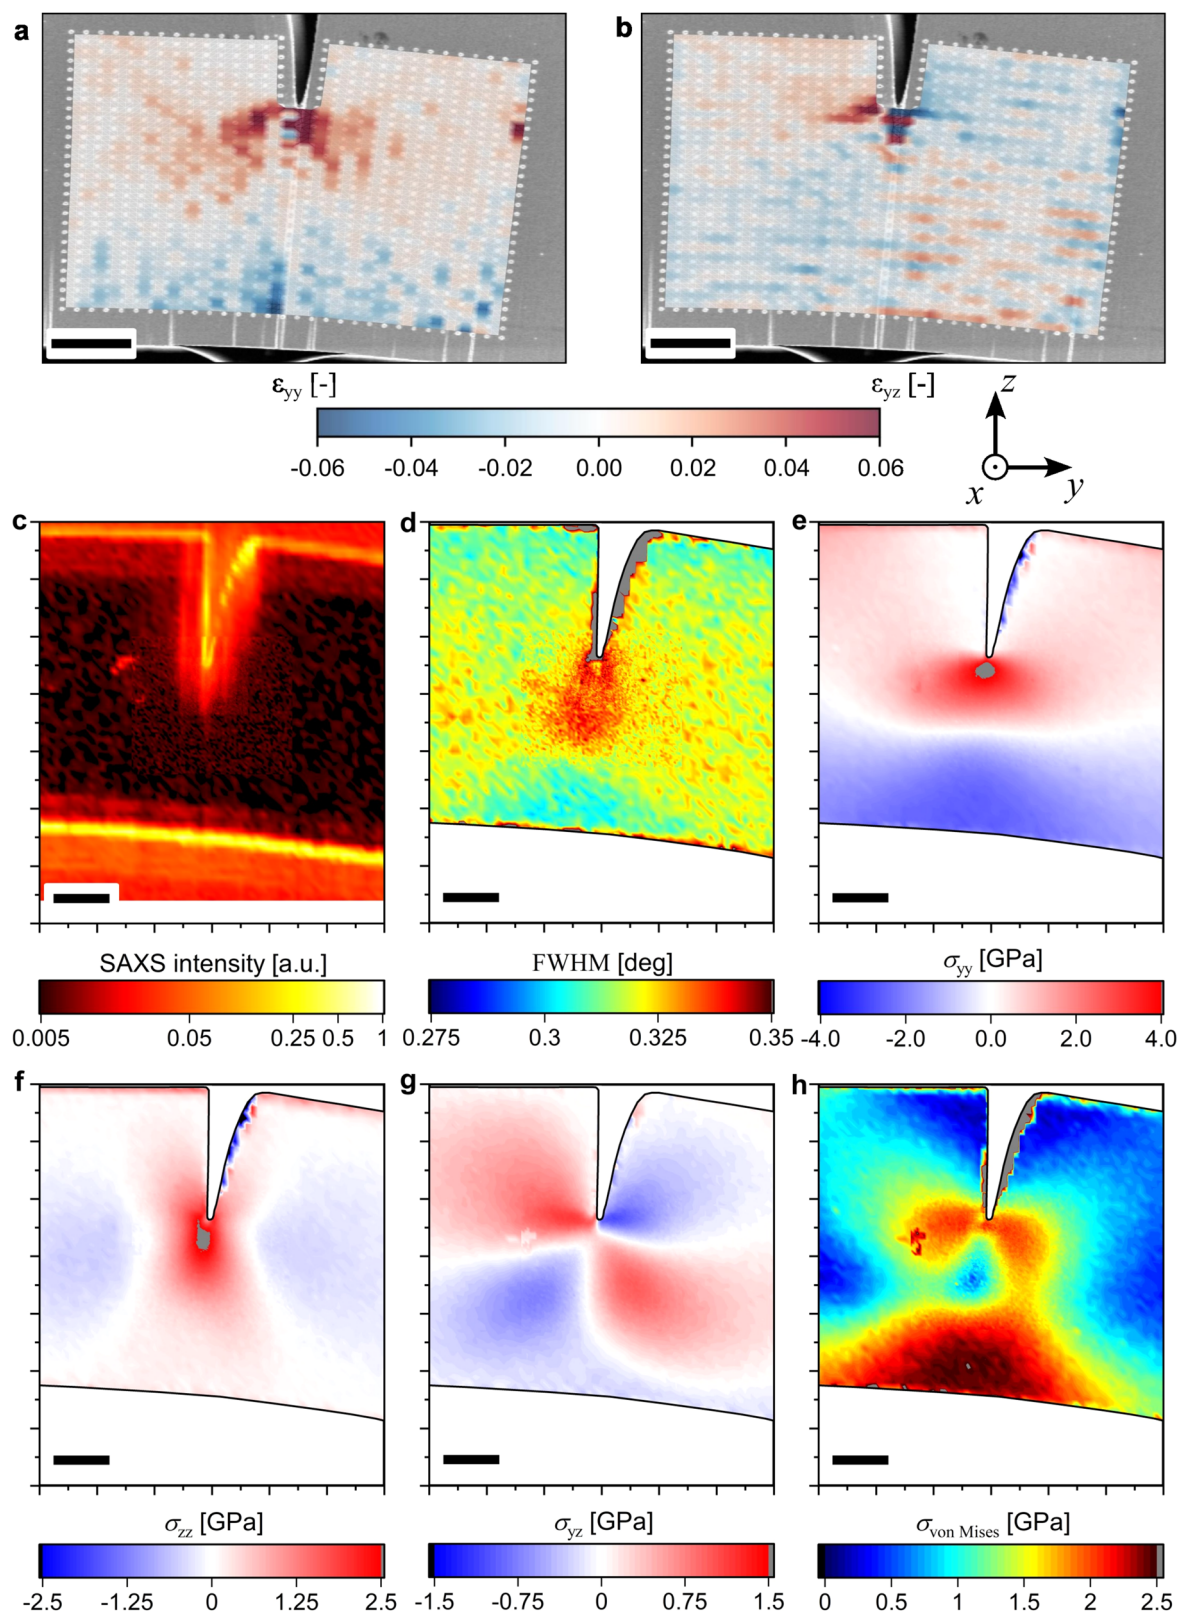 a
b
ε_yy [-]
ε_yz [-]
z
-0.06 -0.04 -0.02 0.00 0.02 0.04 0.06
x
y
c
d
e
SAXS intensity [a.u.]
FWHM [deg]
σ_yy [GPa]
0.005 0.05 0.25 0.5 1
0.275 0.3 0.325 0.35
-4.0 -2.0 0.0 2.0 4.0
f
g
h
σ_zz [GPa]
σ_yz [GPa]
σ_von Mises [GPa]
-2.5 -1.25 0 1.25 2.5
-1.5 -0.75 0 0.75 1.5
0 0.5 1 1.5 2 2.5